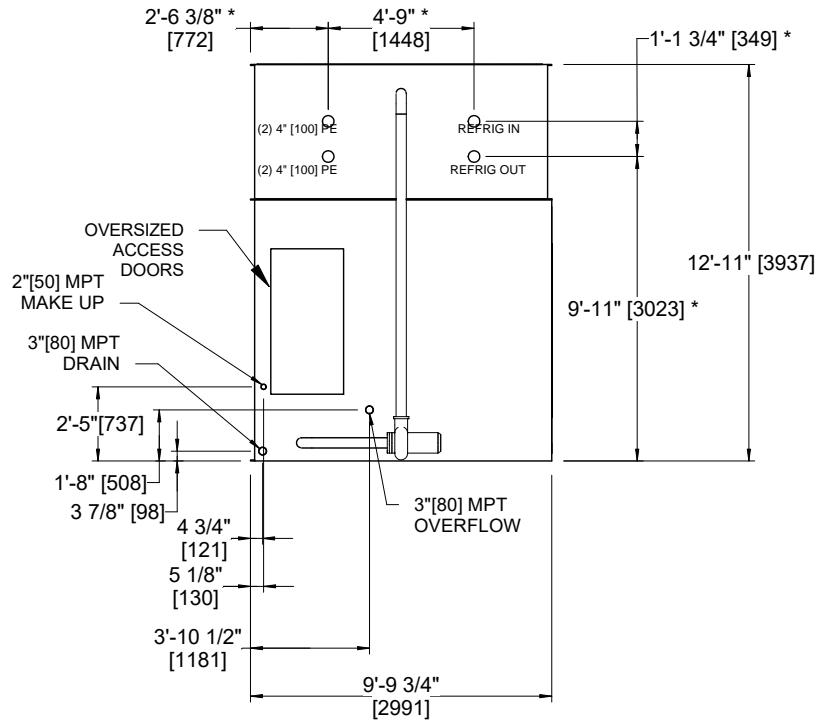 2'-6 3/8" *
[772]
4'-9" *
[1448]
1'-1 3/4" [349] *
(2) 4" [100] PE
REFRIG IN
(2) 4" [100] PE
REFRIG OUT
OVERSIZED
ACCESS
DOORS
12'-11" [3937]
2"[50] MPT
MAKE UP
9'-11" [3023] *
3"[80] MPT
DRAIN
2'-5"[737]
1'-8" [508]
3 7/8" [98]
3"[80] MPT
OVERFLOW
4 3/4"
[121]
5 1/8"
[130]
3'-10 1/2"
[1181]
9'-9 3/4"
[2991]